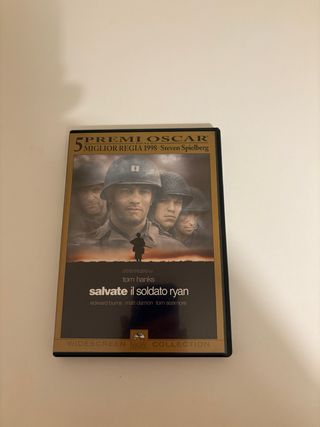 5 PREMI OSCAR
MIGLIOR REGIA 1998 - Steven Spielberg
tom hanks
salvate il soldato ryan
edward burns matt damon tom sizemore
WIDESCREEN COLLECTION